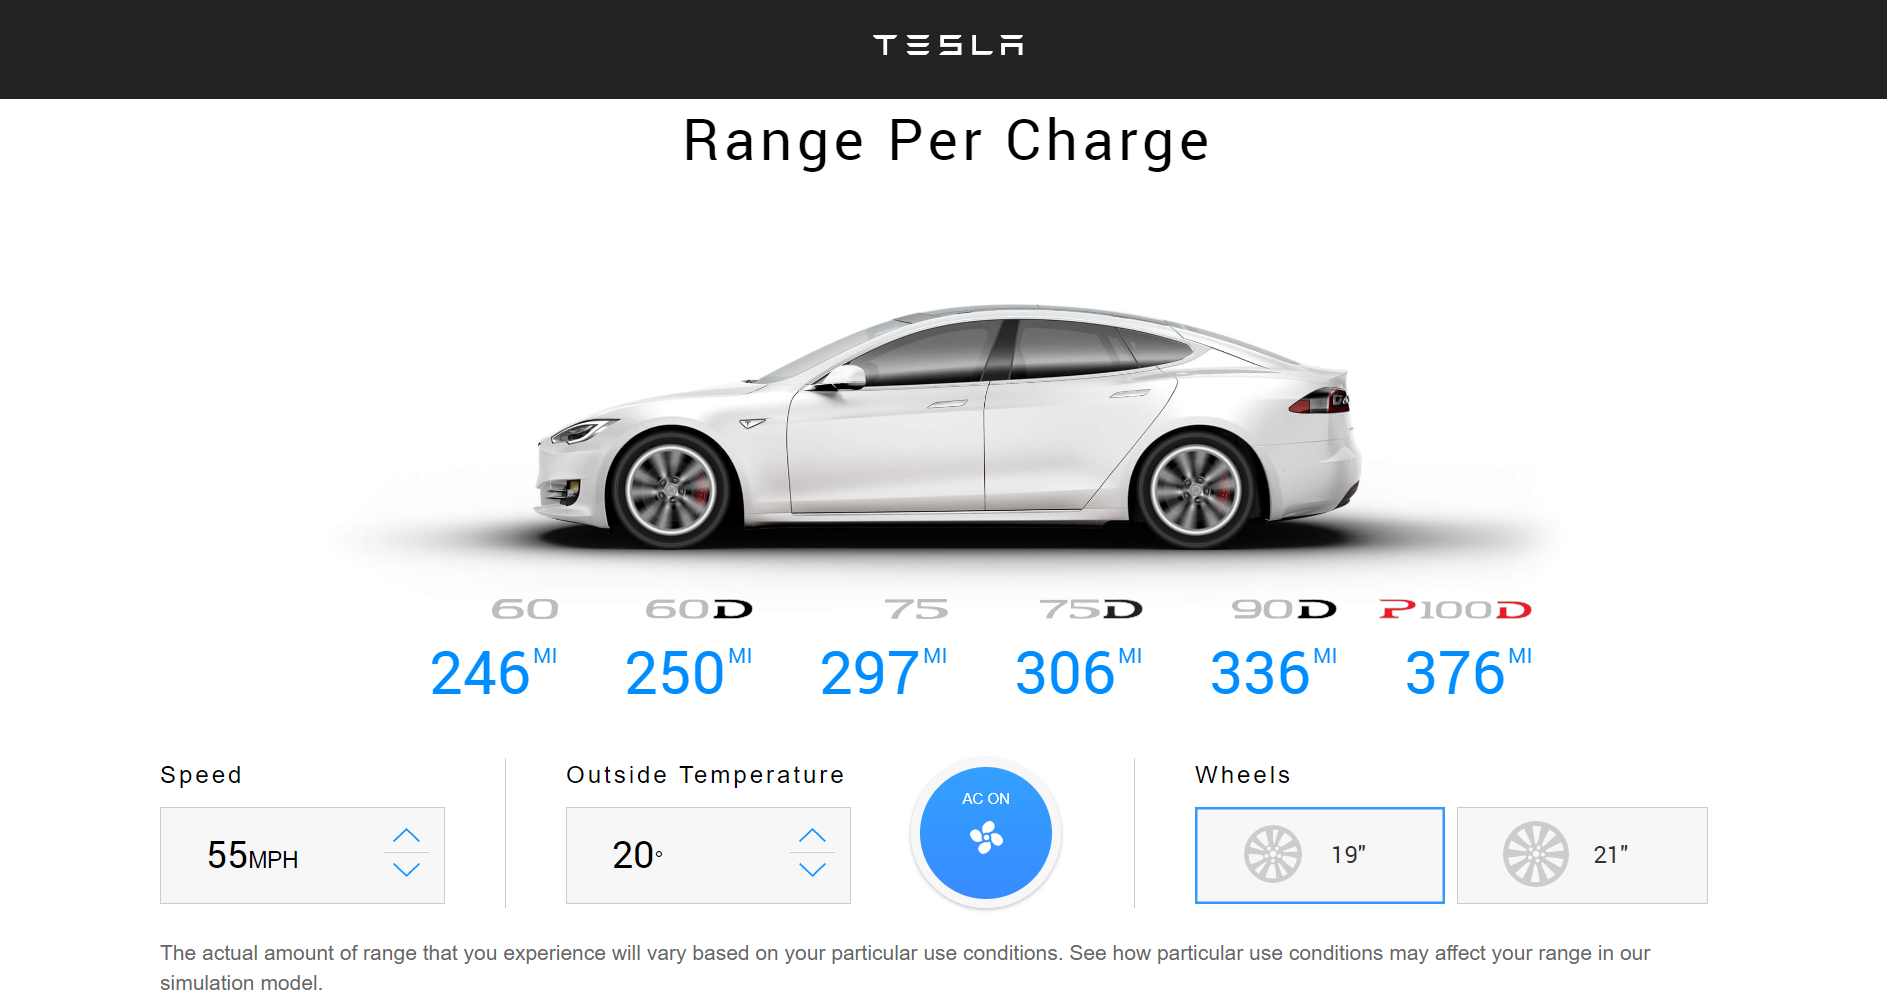 TESLA
Range Per Charge
60 60D 75 75D 90D P100D
246 MI 250 MI 297 MI 306 MI 336 MI 376 MI
Speed Outside Temperature Wheels
AC ON
55MPH 20° 19” 21”
The actual amount of range that you experience will vary based on your particular use conditions. See how particular use conditions may affect your range in our
simulation model.